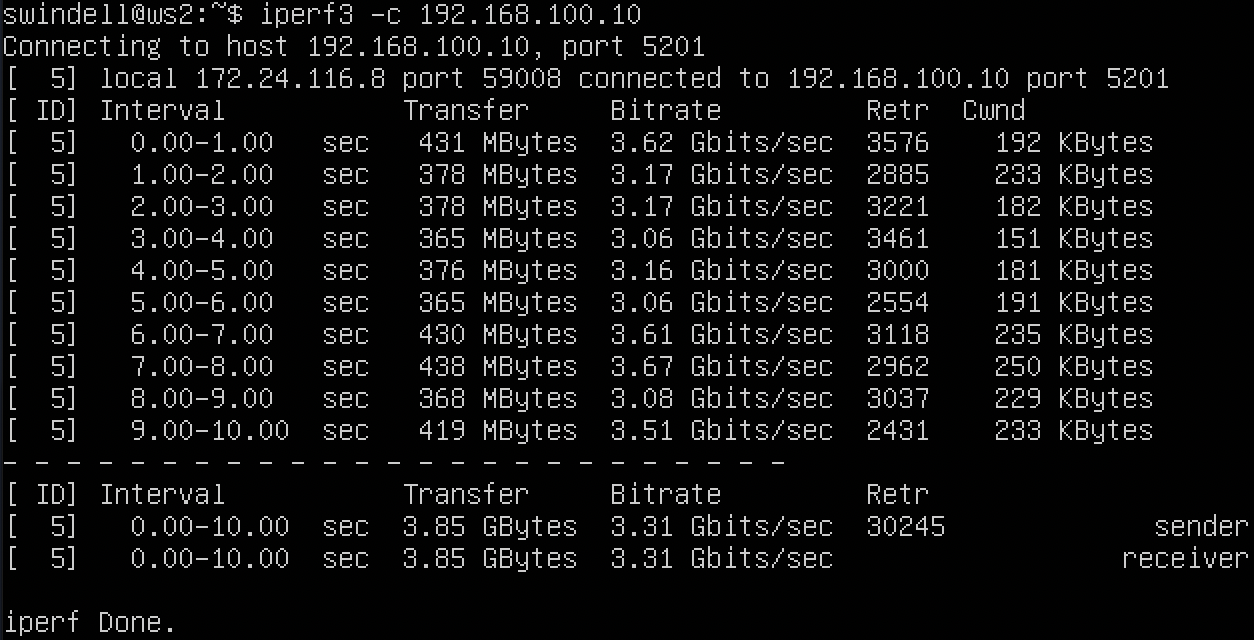 swindell@ws2:~$ iperf3 -c 192.168.100.10
Connecting to host 192.168.100.10, port 5201
[  5] local 172.24.116.8 port 59008 connected to 192.168.100.10 port 5201
[ ID] Interval           Transfer     Bitrate         Retr  Cwnd
[  5]   0.00-1.00   sec   431 MBytes  3.62 Gbits/sec  3576    192 KBytes
[  5]   1.00-2.00   sec   378 MBytes  3.17 Gbits/sec  2885    233 KBytes
[  5]   2.00-3.00   sec   378 MBytes  3.17 Gbits/sec  3221    182 KBytes
[  5]   3.00-4.00   sec   365 MBytes  3.06 Gbits/sec  3461    151 KBytes
[  5]   4.00-5.00   sec   376 MBytes  3.16 Gbits/sec  3000    181 KBytes
[  5]   5.00-6.00   sec   365 MBytes  3.06 Gbits/sec  2554    191 KBytes
[  5]   6.00-7.00   sec   430 MBytes  3.61 Gbits/sec  3118    235 KBytes
[  5]   7.00-8.00   sec   438 MBytes  3.67 Gbits/sec  2962    250 KBytes
[  5]   8.00-9.00   sec   368 MBytes  3.08 Gbits/sec  3037    229 KBytes
[  5]   9.00-10.00  sec   419 MBytes  3.51 Gbits/sec  2431    233 KBytes
- - - - - - - - - - - - - - - - - - - - - - - - -
[ ID] Interval           Transfer     Bitrate         Retr
[  5]   0.00-10.00  sec  3.85 GBytes  3.31 Gbits/sec  30245             sender
[  5]   0.00-10.00  sec  3.85 GBytes  3.31 Gbits/sec                  receiver
iperf Done.